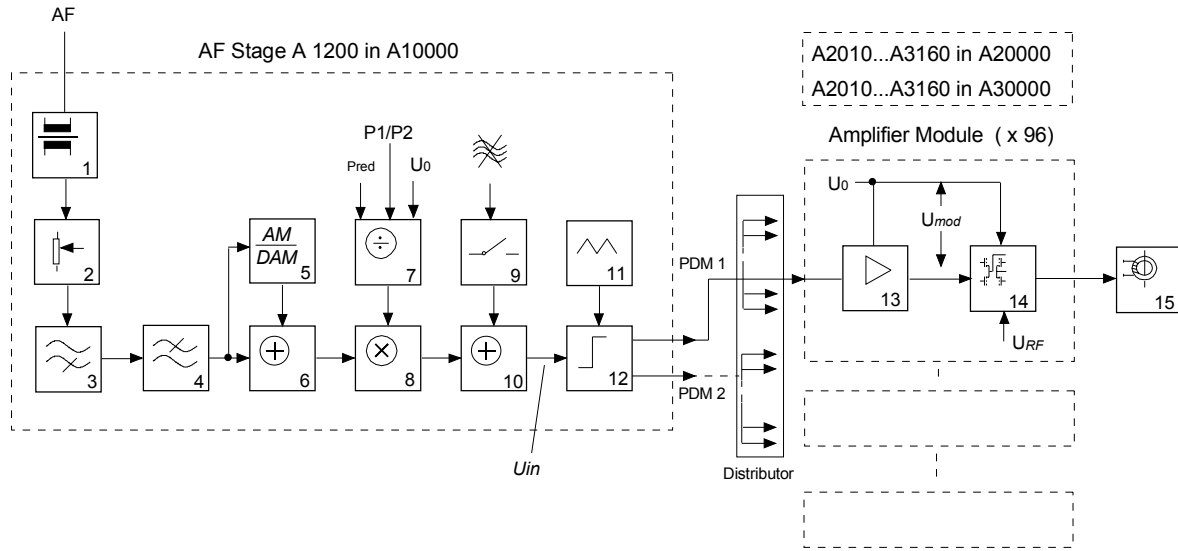 AF
AF Stage A 1200 in A10000
A2010...A3160 in A20000
A2010...A3160 in A30000
Amplifier Module ( x 96)
1
P1/P2
Pred
U0
U0
Umod
2
AM
DAM
5
÷
7
9
11
PDM 1
13
14
15
3
4
+
6
×
8
+
10
12
URF
PDM 2
Uin
Distributor